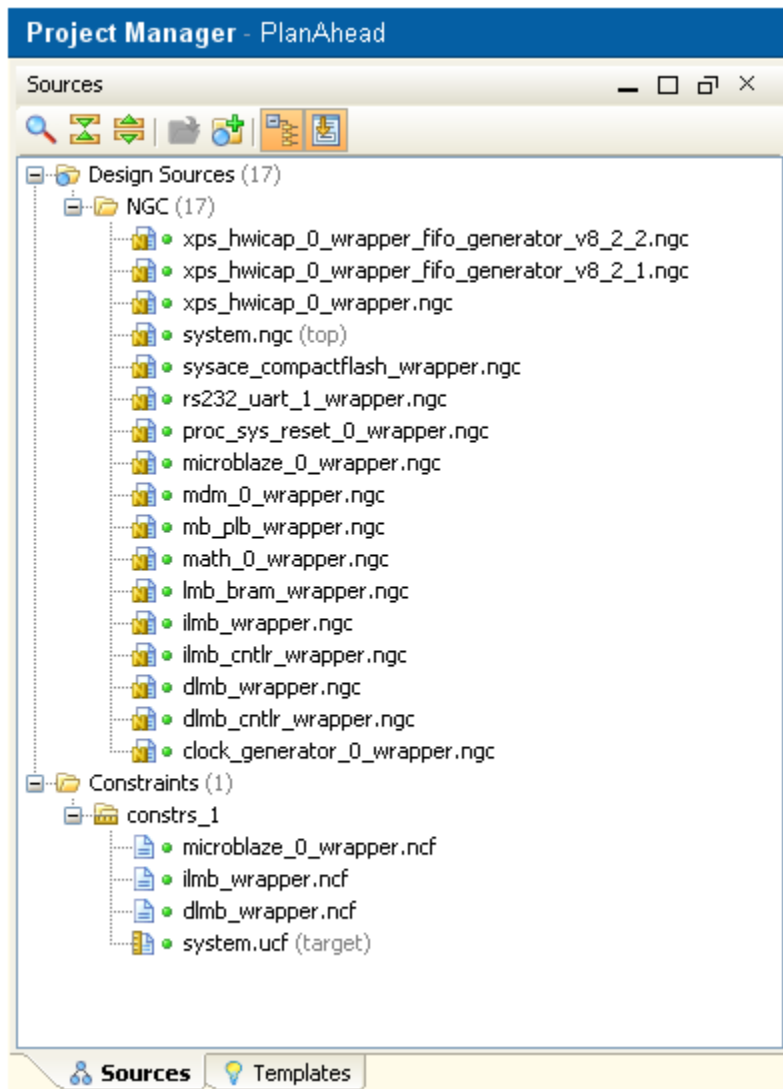 Project Manager - PlanAhead
Sources
Design Sources (17)
NGC (17)
xps_hwicap_0_wrapper_fifo_generator_v8_2_2.ngc
xps_hwicap_0_wrapper_fifo_generator_v8_2_1.ngc
xps_hwicap_0_wrapper.ngc
system.ngc (top)
sysace_compactflash_wrapper.ngc
rs232_uart_1_wrapper.ngc
proc_sys_reset_0_wrapper.ngc
microblaze_0_wrapper.ngc
mdm_0_wrapper.ngc
mb_plb_wrapper.ngc
math_0_wrapper.ngc
lmb_bram_wrapper.ngc
ilmb_wrapper.ngc
ilmb_cntlr_wrapper.ngc
dlmb_wrapper.ngc
dlmb_cntlr_wrapper.ngc
clock_generator_0_wrapper.ngc
Constraints (1)
constrs_1
microblaze_0_wrapper.ncf
ilmb_wrapper.ncf
dlmb_wrapper.ncf
system.ucf (target)
Sources Templates